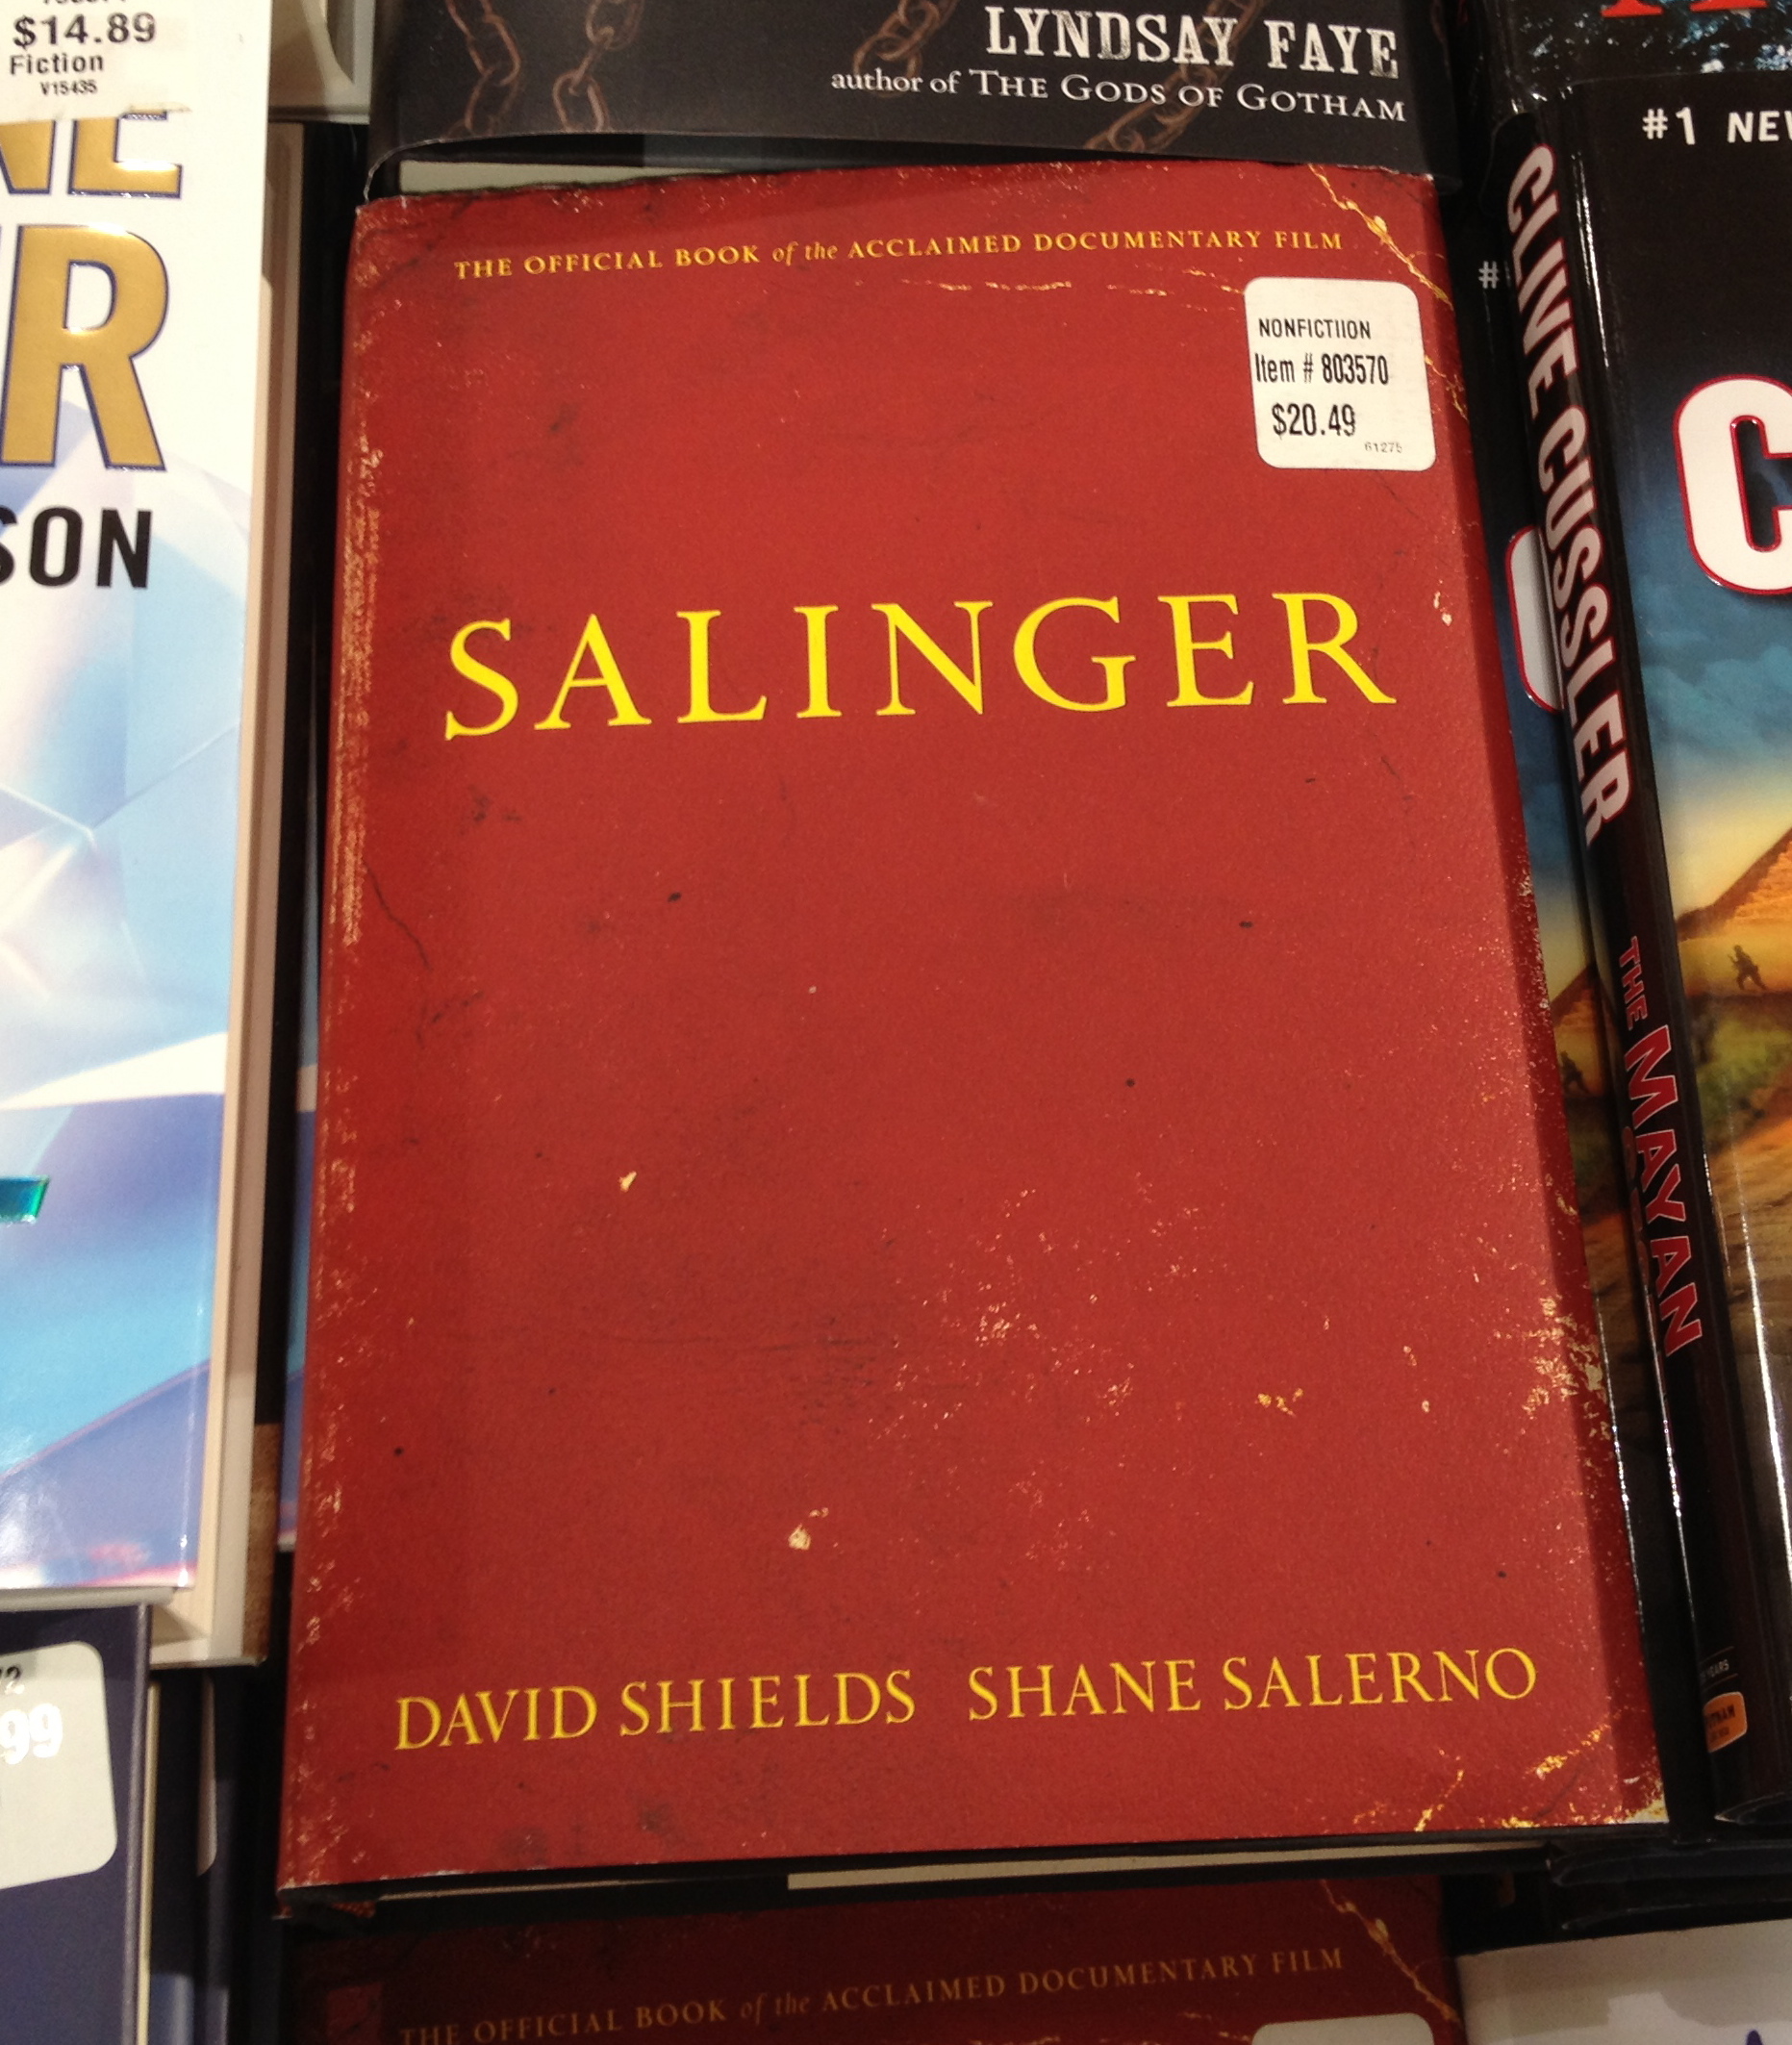 $14.89
Fiction
V15435
SON
LYNDSAY FAYE
author of THE GODS OF GOTHAM
THE OFFICIAL BOOK of the ACCLAIMED DOCUMENTARY FILM
NONFICTIION
Item # 803570
$20.49
61275
SALINGER
DAVID SHIELDS SHANE SALERNO
#1
CLIVE CUSSLER
THE MAYAN
THE OFFICIAL BOOK of the ACCLAIMED DOCUMENTARY FILM